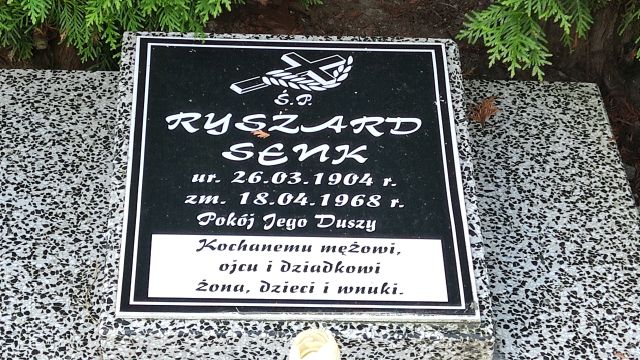 Ś.P.
RYSZARD
SENK
ur. 26.03.1904 r.
zm. 18.04.1968 r.
Pokój Jego Duszy
Kochanemu mężowi,
ojcu i dziadkowi
żona, dzieci i wnuki.